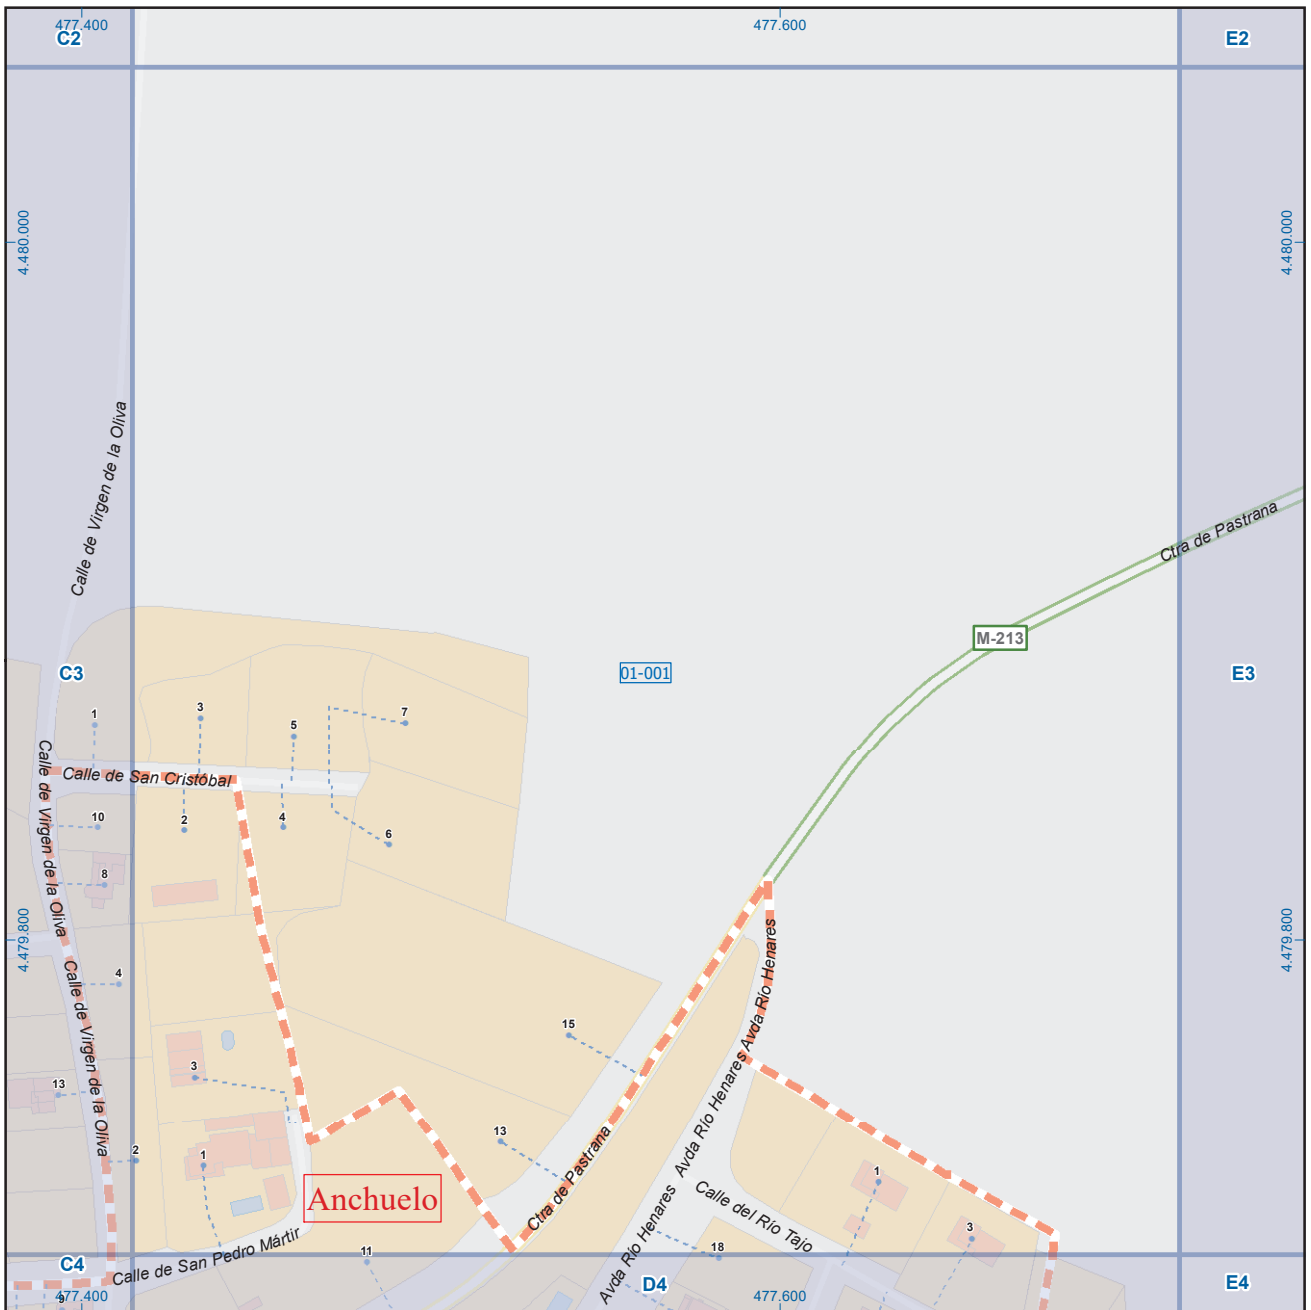 477.400
477.600
C2
E2
4.480.000
4.480.000
Calle de Virgen de la Oliva
Ctra de Pastrana
M-213
C3
01-001
E3
1
3
5
7
Calle de San Cristóbal
Calle de Virgen de la Oliva
10
2
4
6
8
4.479.800
4.479.800
Avda Río Henares
Calle de Virgen de la Oliva
4
15
3
13
Avda Río Henares
13
2
1
Ctra de Pastrana
1
Anchuelo
Avda Río Henares
Calle del Río Tajo
3
18
11
Calle de San Pedro Mártir
C4
D4
E4
9
477.400
477.600